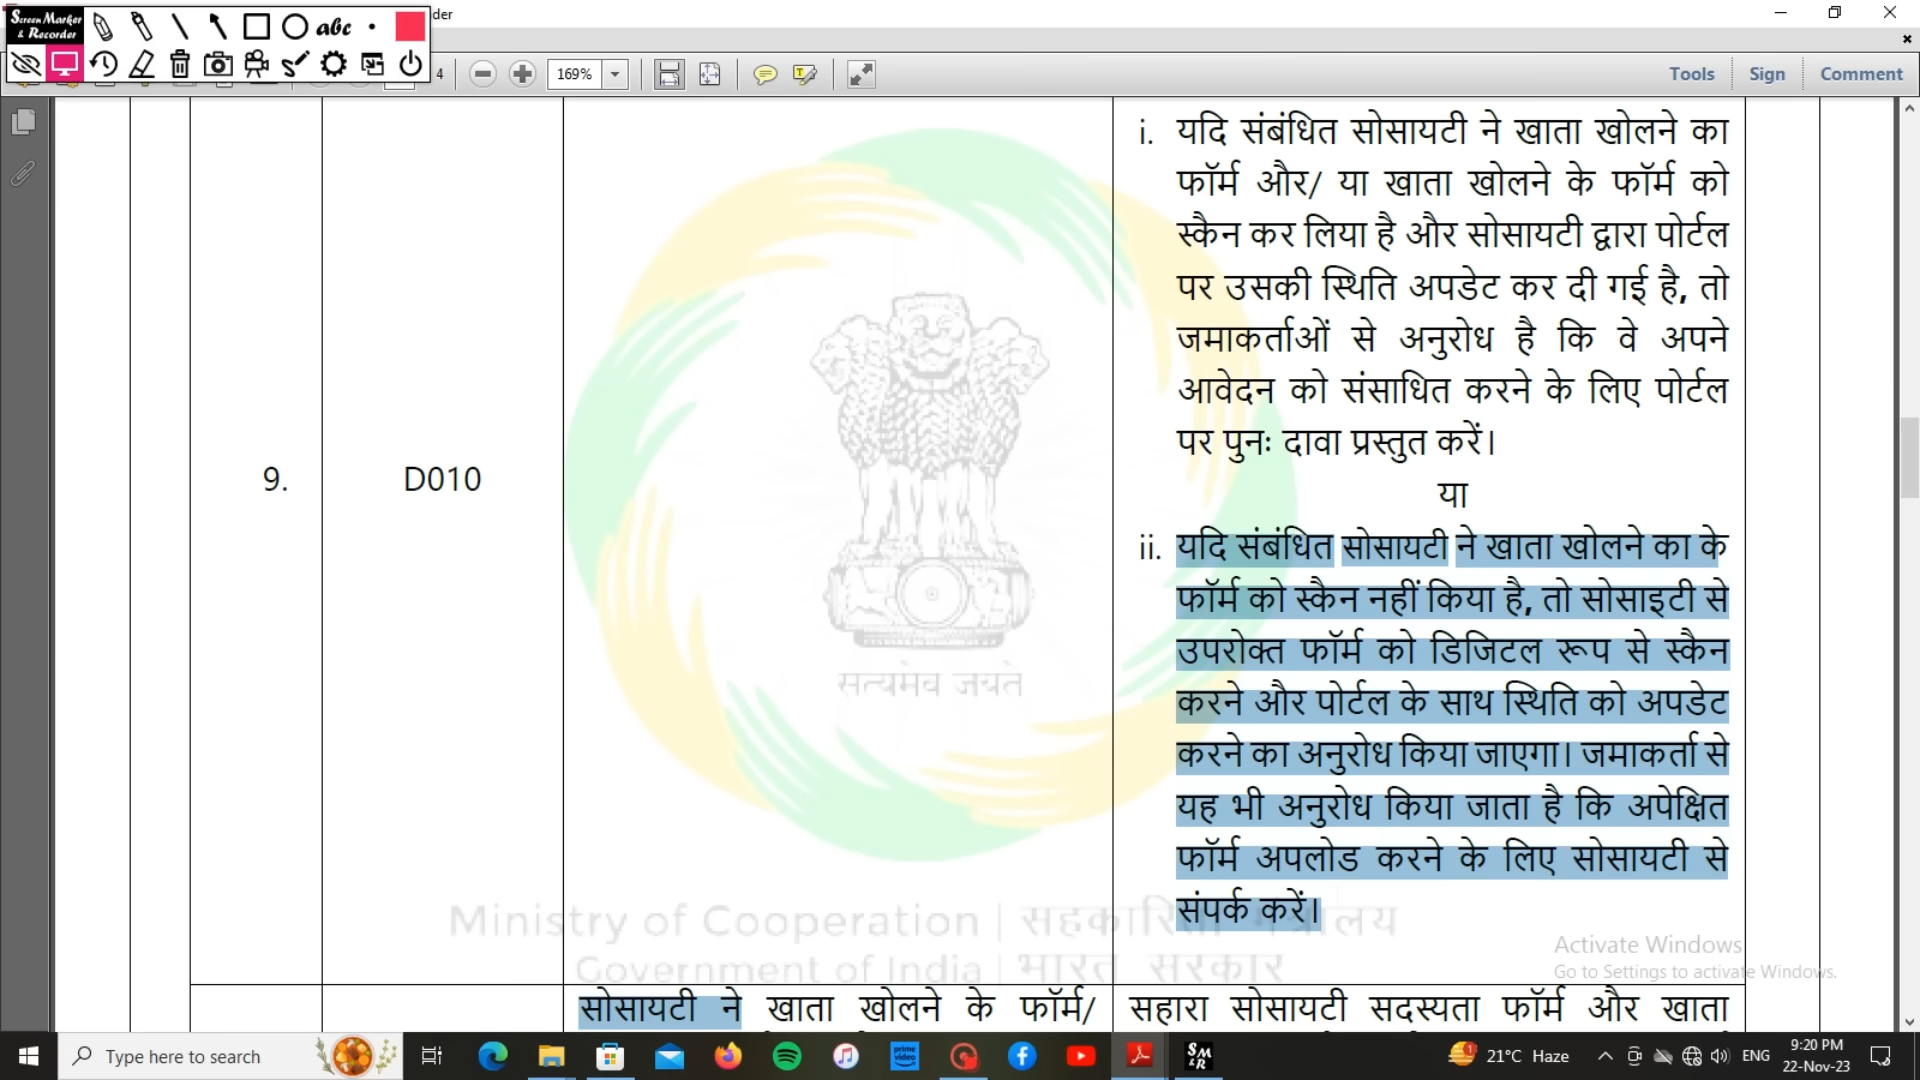 Screen Marker
& Recorder
abc
der
4
169%
Tools
Sign
Comment
i. यदि संबंधित सोसायटी ने खाता खोलने का
फॉर्म और/ या खाता खोलने के फॉर्म को
स्कैन कर लिया है और सोसायटी द्वारा पोर्टल
पर उसकी स्थिति अपडेट कर दी गई है, तो
जमाकर्ताओं से अनुरोध है कि वे अपने
आवेदन को संसाधित करने के लिए पोर्टल
पर पुनः दावा प्रस्तुत करें।
9.
D010
या
ii. यदि संबंधित सोसायटी ने खाता खोलने का के
फॉर्म को स्कैन नहीं किया है, तो सोसाइटी से
उपरोक्त फॉर्म को डिजिटल रूप से स्कैन
करने और पोर्टल के साथ स्थिति को अपडेट
करने का अनुरोध किया जाएगा। जमाकर्ता से
यह भी अनुरोध किया जाता है कि अपेक्षित
फॉर्म अपलोड करने के लिए सोसायटी से
संपर्क करें।
सत्यमेव जयते
Ministry of Cooperation | सहकारिता मंत्रालय
Government of India | भारत सरकार
Activate Windows
Go to Settings to activate Windows.
सोसायटी ने खाता खोलने के फॉर्म/
सहारा सोसायटी सदस्यता फॉर्म और खाता
Type here to search
prime video
SM&R
21°C Haze
ENG
9:20 PM
22-Nov-23